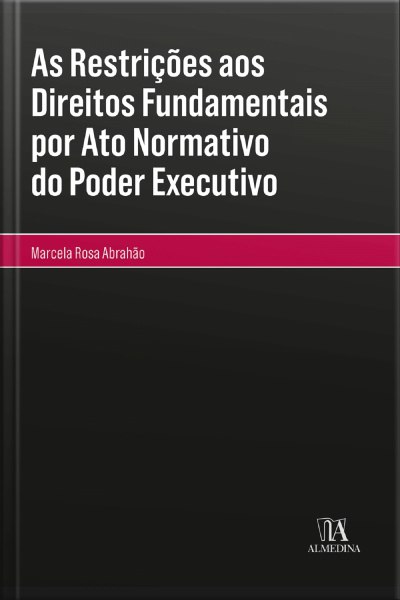 As Restrições aos
Direitos Fundamentais
por Ato Normativo
do Poder Executivo
Marcela Rosa Abrahão
ALMEDINA